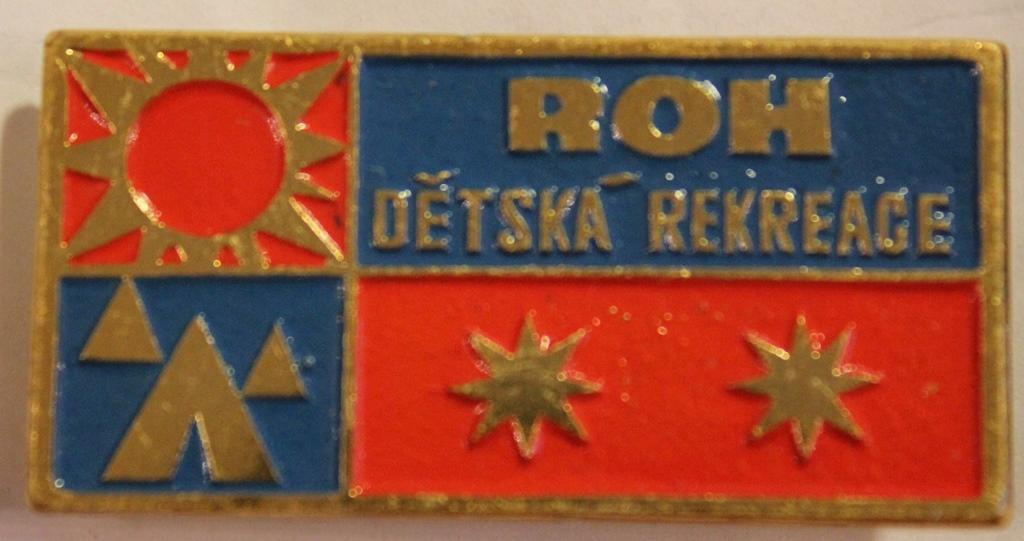 ROH
DĚTSKÁ REKREACE